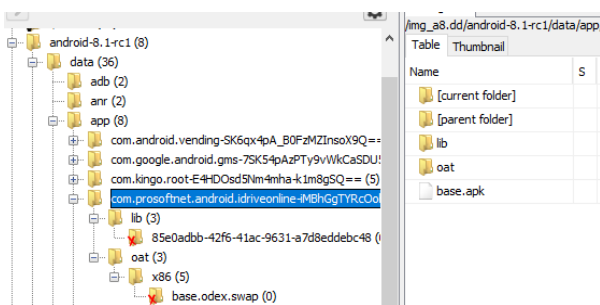 android-8.1-rc1 (8)
data (36)
adb (2)
anr (2)
app (8)
com.android.vending-SK6qx4pA_B0FzMZInsoX9Q==
com.google.android.gms-7SK54pAzPTy9vWkCaSDU
com.kingo.root-E4HDOsd5Nm4mha-k1m8gSQ== (5)
com.prosoftnet.android.idriveonline-iMBhGgTYRcOol
lib (3)
85e0adbb-42f6-41ac-9631-a7d8eddebc48 (
oat (3)
x86 (5)
base.odex.swap (0)
/img_a8.dd/android-8.1-rc1/data/app
Table Thumbnail
Name S
[current folder]
[parent folder]
lib
oat
base.apk